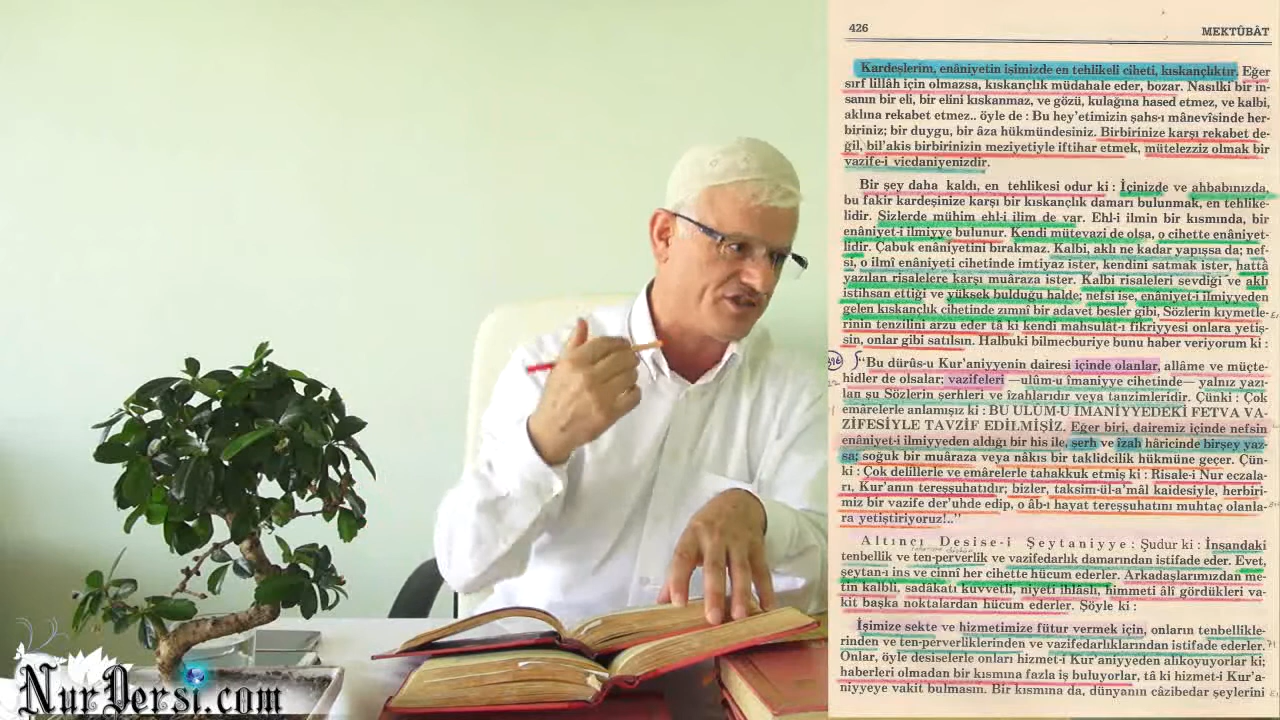 426
MEKTÛBÂT
Kardeşlerim, enâniyetin işimizde en tehlikeli ciheti, kıskançlıktır. Eğer
sırf lillâh için olmazsa, kıskançlık müdahale eder, bozar. Nasılki bir in-
sanın bir eli, bir elini kıskanmaz, ve gözü, kulağına hased etmez, ve kalbi,
aklına rekabet etmez.. öyle de : Bu hey'etimizin şahs-ı mânevîsinde her-
biriniz; bir duygu, bir âza hükmündesiniz. Birbirinize karşı rekabet de-
ğil, bil'akis birbirinizin meziyetiyle iftihar etmek, mütelezziz olmak bir
vazife-i vicdaniyenizdir.
Bir şey daha kaldı, en tehlikesi odur ki : İçinizde ve ahbabınızda,
bu fakir kardeşinize karşı bir kıskançlık damarı bulunmak, en tehlike-
lidir. Sizlerde mühim ehl-i ilim de var. Ehl-i ilmin bir kısmında, bir
enâniyet-i ilmiyye bulunur. Kendi mütevazi de olsa, o cihette enâniyet-
lidir. Çabuk enâniyetini bırakmaz. Kalbi, aklı ne kadar yapışsa da; nef-
si, o ilmî enâniyeti cihetinde imtiyaz ister, kendini satmak ister, hattâ
yazılan risalelere karşı muâraza ister. Kalbi risaleleri sevdiği ve aklı
istihsan ettiği ve yüksek bulduğu halde; nefsi ise, enâniyet-i ilmiyyeden
gelen kıskançlık cihetinde zımnî bir adavet besler gibi, Sözlerin kıymetle-
rinin tenzilini arzu eder tâ ki kendi mahsulât-ı fikriyyesi onlara yetiş-
sin, onlar gibi satılsın. Halbuki bilmecburiye bunu haber veriyorum ki :
"Bu dürûs-u Kur'aniyyenin dairesi içinde olanlar, allâme ve müçte-
hidler de olsalar; vazifeleri —ulûm-u îmaniyye cihetinde— yalnız yazı-
lan şu Sözlerin şerhleri ve izahlarıdır veya tanzimleridir. Çünki : Çok
emârelerle anlamışız ki : BU ULUM-U IMANİYYEDEKİ FETVA VA-
ZİFESİYLE TAVZİF EDİLMİŞİZ. Eğer biri, dairemiz içinde nefsin
enâniyet-i ilmiyyeden aldığı bir his ile, şerh ve îzah hâricinde birşey yaz-
sa; soğuk bir muâraza veya nâkıs bir taklidcilik hükmüne geçer. Çün-
ki : Çok delillerle ve emârelerle tahakkuk etmiş ki : Risale-i Nur eczala-
rı, Kur'anın tereşşuhatıdır; bizler, taksim-ül-a'mâl kaidesiyle, herbiri-
miz bir vazife der'uhde edip, o âb-ı hayat tereşşuhatını muhtaç olanla-
ra yetiştiriyoruz!.."
Altıncı Desise-i Şeytaniyye : Şudur ki : İnsandaki
tenbellik ve ten-perverlik ve vazifedarlık damarından istifade eder. Evet,
şeytan-ı ins ve cinnî her cihette hücum ederler. Arkadaşlarımızdan me-
tin kalbli, sadâkatı kuvvetli, niyeti ihlâslı, himmeti âlî gördükleri va-
kit başka noktalardan hücum ederler. Şöyle ki :
İşimize sekte ve hizmetimize fütur vermek için, onların tenbellikle-
rinden ve ten-perverliklerinden ve vazifedarlıklarından istifade ederler.
Onlar, öyle desiselerle onları hizmet-i Kur'aniyyeden alıkoyuyorlar ki;
haberleri olmadan bir kısmına fazla iş buluyorlar, tâ ki hizmet-i Kur'a-
niyyeye vakit bulmasın. Bir kısmına da, dünyanın câzibedar şeylerini
NurDersi.com